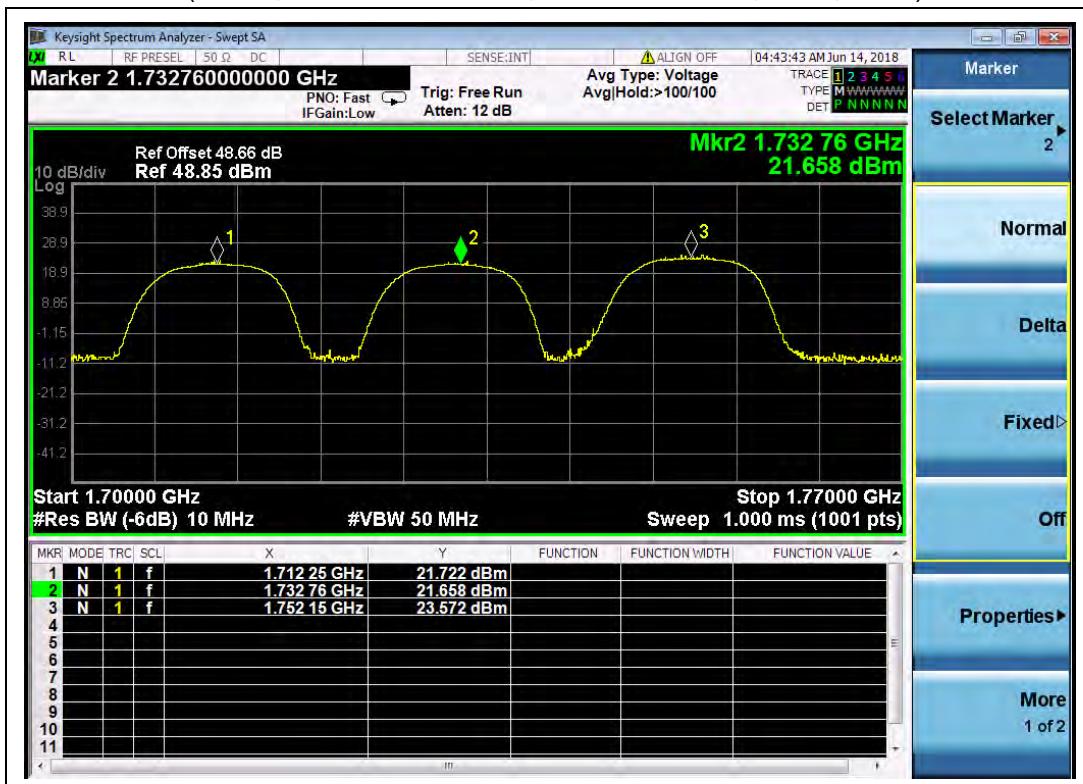 Keysight Spectrum Analyzer - Swept SA
LXI RL RF PRESEL 50 Ω DC SENSE:INT ALIGN OFF 04:43:43 AM Jun 14, 2018
Marker 2 1.732760000000 GHz
PNO: Fast
IFGain:Low
Trig: Free Run
Atten: 12 dB
Avg Type: Voltage
Avg|Hold:>100/100
TRACE 1 2 3 4 5 6
TYPE M W W W W W
DET P N N N N N
Mkr2 1.732 76 GHz
21.658 dBm
Ref Offset 48.66 dB
10 dB/div Ref 48.85 dBm
Log
38.9
28.9
18.9
8.85
-1.15
-11.2
-21.2
-31.2
-41.2
1
2
3
Start 1.70000 GHz Stop 1.77000 GHz
#Res BW (-6dB) 10 MHz #VBW 50 MHz Sweep 1.000 ms (1001 pts)
MKR MODE TRC SCL X Y FUNCTION FUNCTION WIDTH FUNCTION VALUE
1 N 1 f 1.712 25 GHz 21.722 dBm
2 N 1 f 1.732 76 GHz 21.658 dBm
3 N 1 f 1.752 15 GHz 23.572 dBm
4
5
6
7
8
9
10
11
Marker
Select Marker
2
Normal
Delta
Fixed
Off
Properties
More
1 of 2